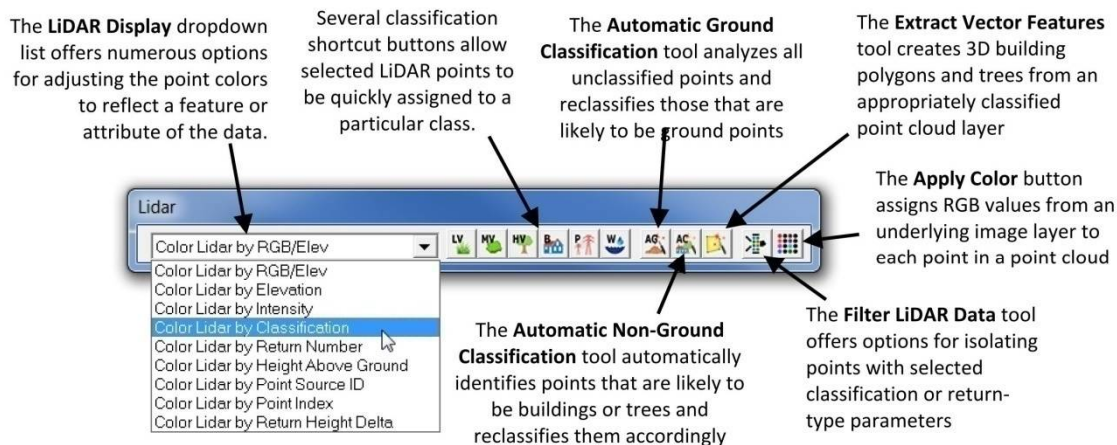 The LiDAR Display dropdown
list offers numerous options
for adjusting the point colors
to reflect a feature or
attribute of the data.
Several classification
shortcut buttons allow
selected LiDAR points to
be quickly assigned to a
particular class.
The Automatic Ground
Classification tool analyzes all
unclassified points and
reclassifies those that are
likely to be ground points
The Extract Vector Features
tool creates 3D building
polygons and trees from an
appropriately classified
point cloud layer
The Apply Color button
assigns RGB values from an
underlying image layer to
each point in a point cloud
Lidar
Color Lidar by RGB/Elev
LV MV HV B P W AG AC
Color Lidar by RGB/Elev
Color Lidar by Elevation
Color Lidar by Intensity
Color Lidar by Classification
Color Lidar by Return Number
Color Lidar by Height Above Ground
Color Lidar by Point Source ID
Color Lidar by Point Index
Color Lidar by Return Height Delta
The Automatic Non-Ground
Classification tool automatically
identifies points that are likely to
be buildings or trees and
reclassifies them accordingly
The Filter LiDAR Data tool
offers options for isolating
points with selected
classification or return-
type parameters